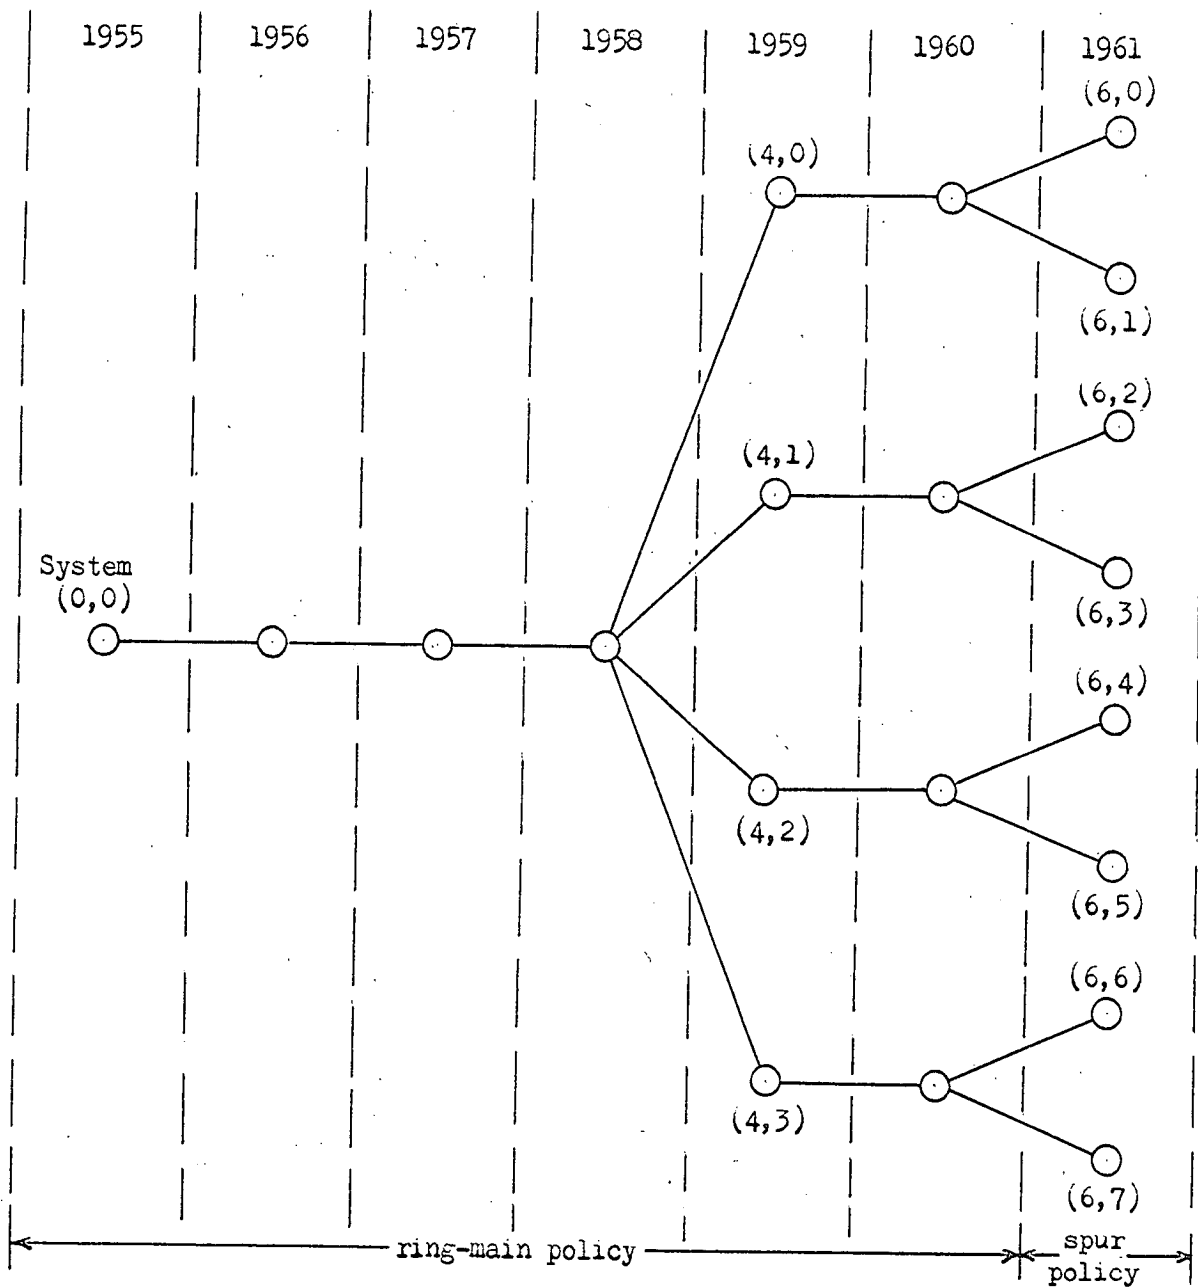 1955 1956 1957 1958 1959 1960 1961
(6,0)
(4,0)
(6,1)
(6,2)
(4,1)
System
(0,0)
(6,3)
(6,4)
(4,2)
(6,5)
(6,6)
(4,3)
(6,7)
ring-main policy
spur
policy